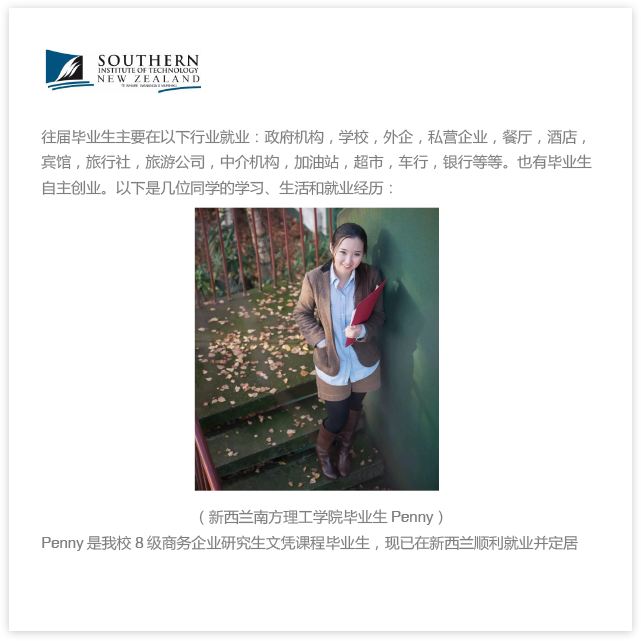 SOUTHERN
INSTITUTE OF TECHNOLOGY
NEW ZEALAND
往届毕业生主要在以下行业就业：政府机构，学校，外企，私营企业，餐厅，酒店，
宾馆，旅行社，旅游公司，中介机构，加油站，超市，车行，银行等等。也有毕业生
自主创业。以下是几位同学的学习、生活和就业经历：
（新西兰南方理工学院毕业生 Penny）
Penny 是我校 8 级商务企业研究生文凭课程毕业生，现已在新西兰顺利就业并定居